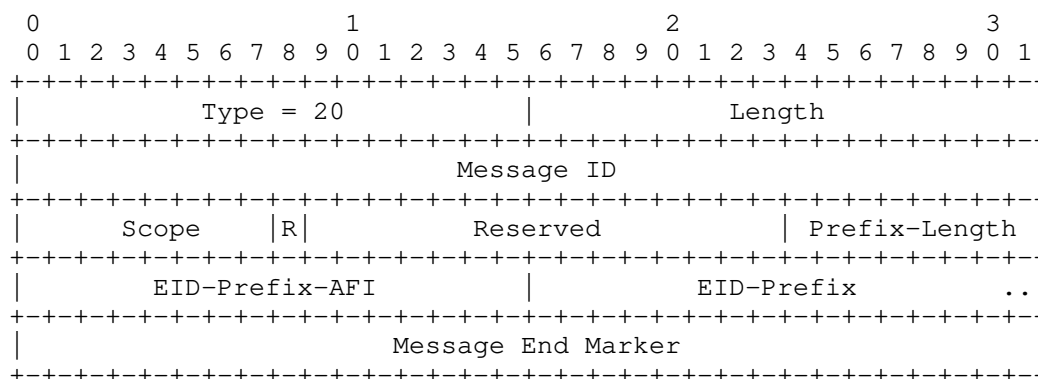 0                   1                   2                   3
0 1 2 3 4 5 6 7 8 9 0 1 2 3 4 5 6 7 8 9 0 1 2 3 4 5 6 7 8 9 0 1
+-+-+-+-+-+-+-+-+-+-+-+-+-+-+-+-+-+-+-+-+-+-+-+-+-+-+-+-+-+-+-+-
|           Type = 20           |            Length
+-+-+-+-+-+-+-+-+-+-+-+-+-+-+-+-+-+-+-+-+-+-+-+-+-+-+-+-+-+-+-+-
|                           Message ID
+-+-+-+-+-+-+-+-+-+-+-+-+-+-+-+-+-+-+-+-+-+-+-+-+-+-+-+-+-+-+-+-
|      Scope    |R|          Reserved           | Prefix-Length
+-+-+-+-+-+-+-+-+-+-+-+-+-+-+-+-+-+-+-+-+-+-+-+-+-+-+-+-+-+-+-+-
|        EID-Prefix-AFI         |          EID-Prefix         ..
+-+-+-+-+-+-+-+-+-+-+-+-+-+-+-+-+-+-+-+-+-+-+-+-+-+-+-+-+-+-+-+-
|                       Message End Marker
+-+-+-+-+-+-+-+-+-+-+-+-+-+-+-+-+-+-+-+-+-+-+-+-+-+-+-+-+-+-+-+-